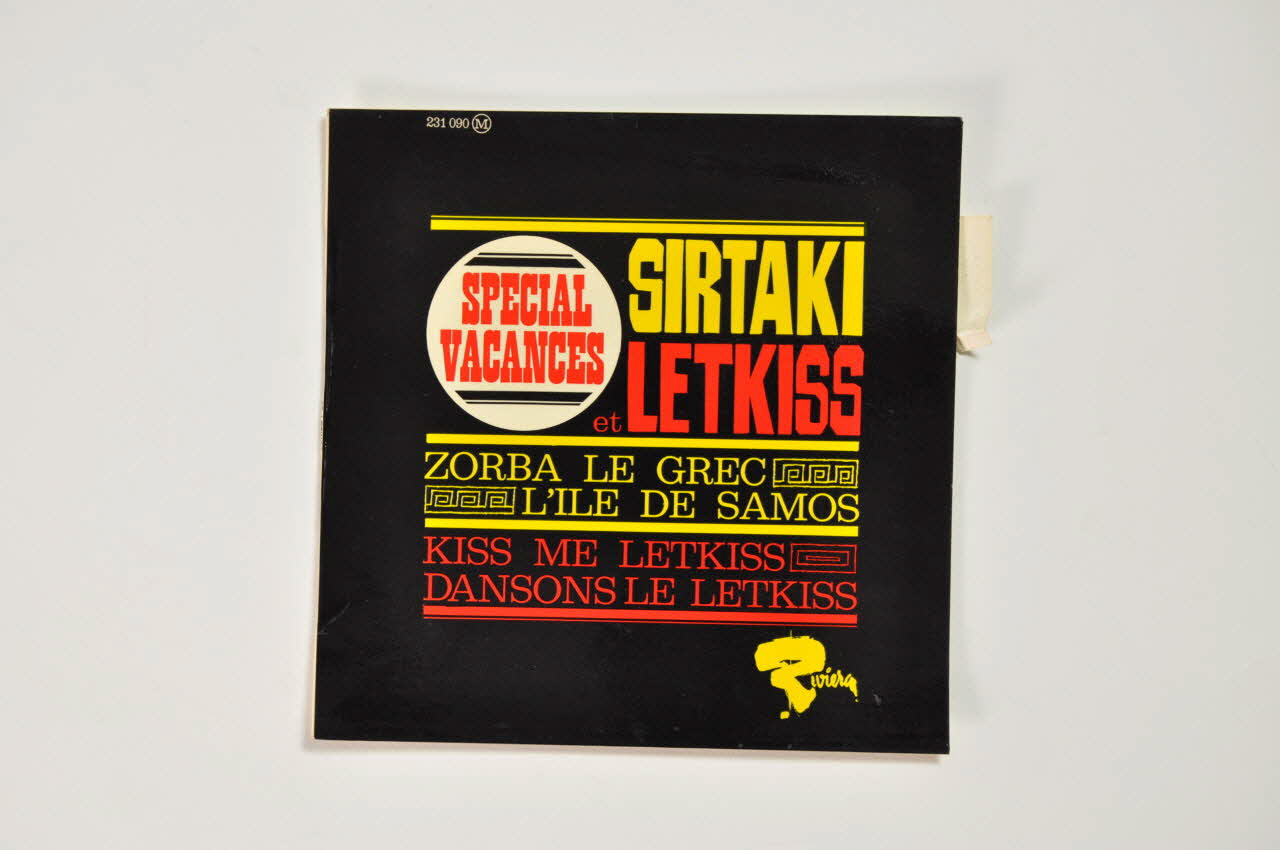 231 090 M
SPECIAL
VACANCES
SIRTAKI
et LETKISS
ZORBA LE GREC
L'ILE DE SAMOS
KISS ME LETKISS
DANSONS LE LETKISS
Riviera